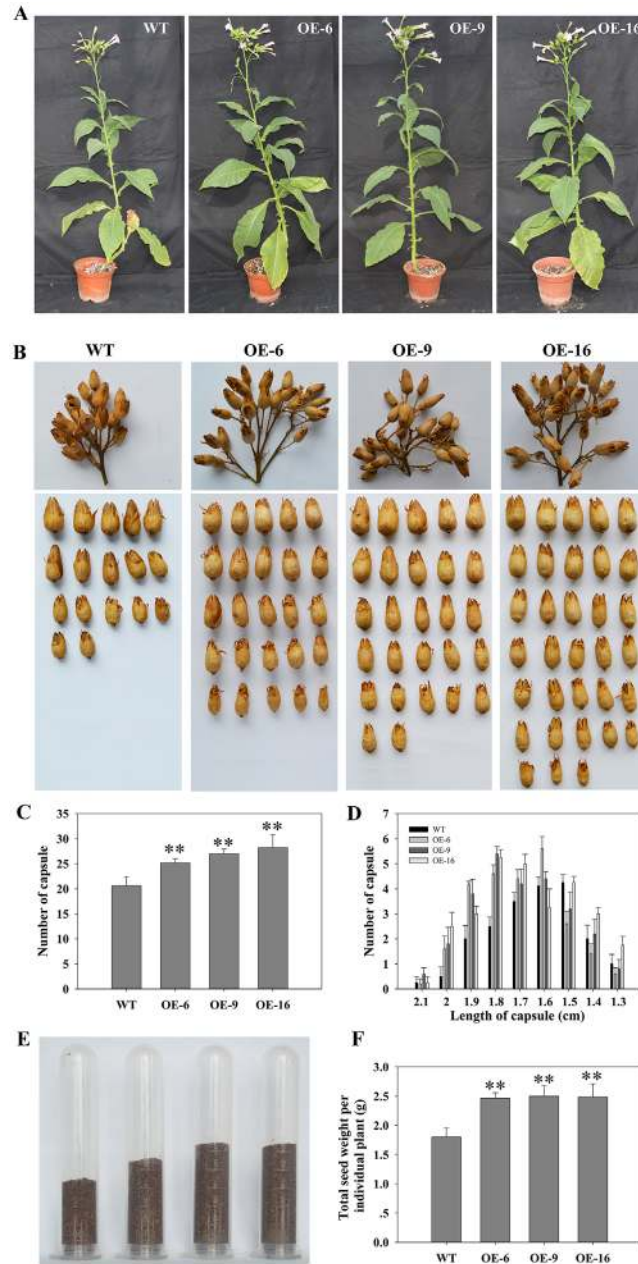 A
WT
OE-6
OE-9
OE-16
B
WT
OE-6
OE-9
OE-16
C
35
30
25
20
15
10
5
0
Number of capsule
**
**
**
WT
OE-6
OE-9
OE-16
D
7
6
5
4
3
2
1
0
Number of capsule
WT
OE-6
OE-9
OE-16
2.1
2
1.9
1.8
1.7
1.6
1.5
1.4
1.3
Length of capsule (cm)
E
F
3.0
2.5
2.0
1.5
1.0
.5
0.0
Total seed weight per
individual plant (g)
**
**
**
WT
OE-6
OE-9
OE-16